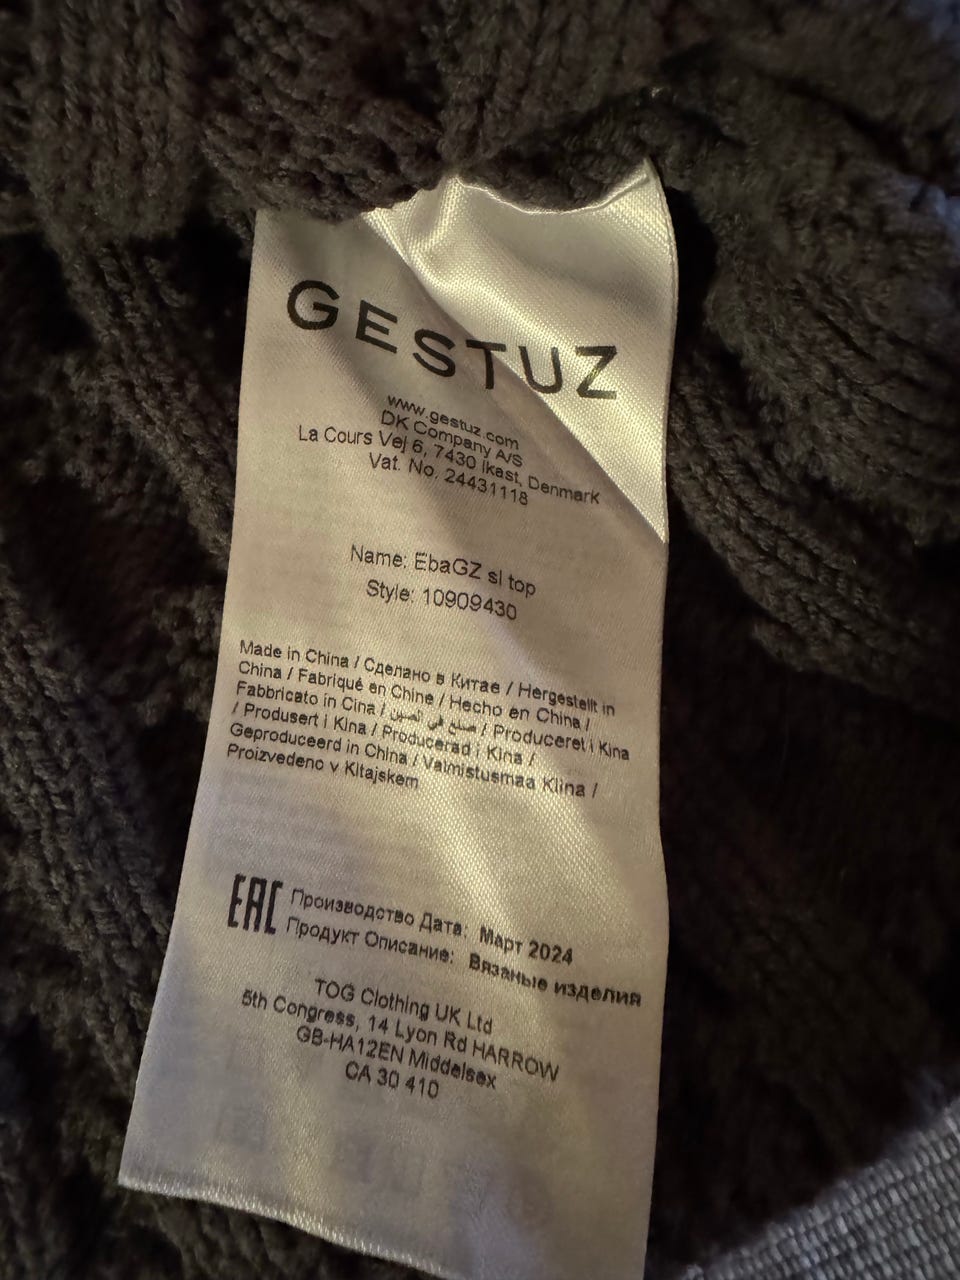 GESTUZ
www.gestuz.com
DK Company A/S
La Cours Vej 6, 7430 Ikast, Denmark
Vat. No. 24431118
Name: EbaGZ sl top
Style: 10909430
Made in China / Сделано в Китае / Hergestellt in
China / Fabriqué en Chine / Hecho en China /
Fabbricato in Cina / صنع في الصين / Produceret i Kina
/ Produsert i Kina / Producerad i Kina /
Geproduceerd in China / Valmistusmaa Kiina /
Proizvedeno v Kitajskem
EAC Производство Дата: Март 2024
Продукт Описание: Вязаные изделия
TOG Clothing UK Ltd
5th Congress, 14 Lyon Rd HARROW
GB-HA12EN Middelsex
CA 30 410